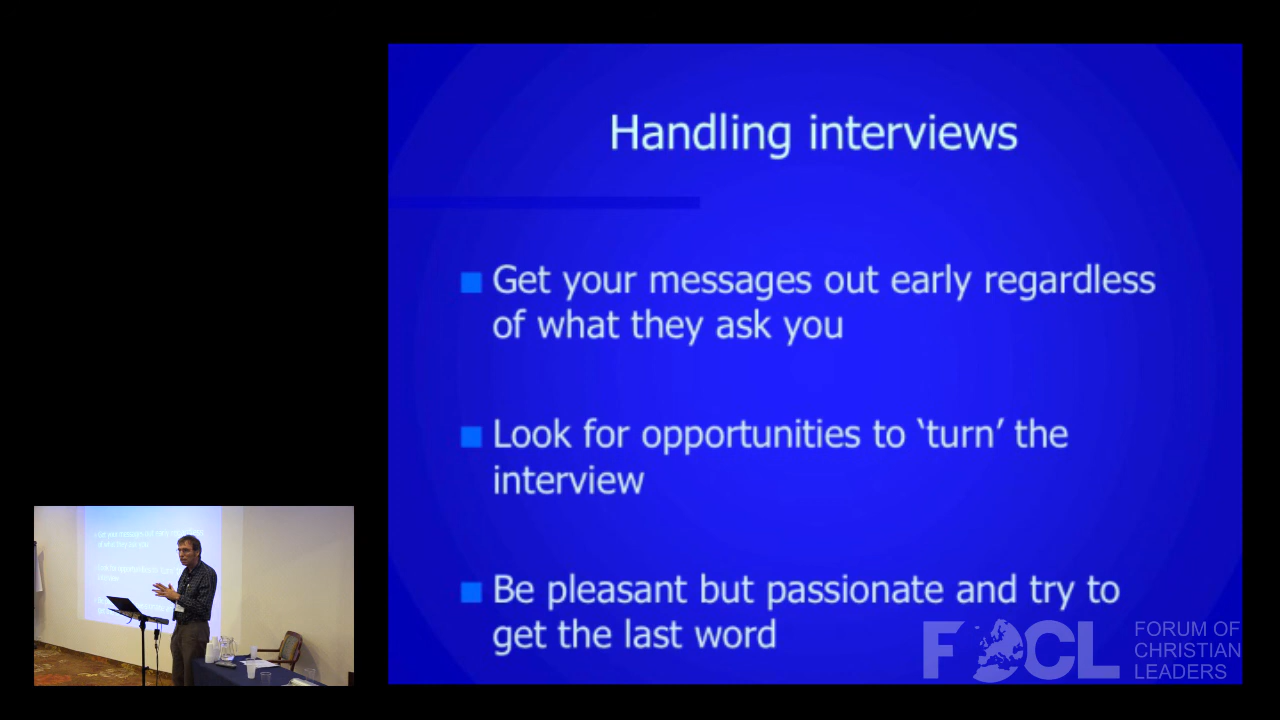 Handling interviews
Get your messages out early regardless
of what they ask you
Look for opportunities to ‘turn’ the
interview
Be pleasant but passionate and try to
get the last word
FOCL
FORUM OF
CHRISTIAN
LEADERS